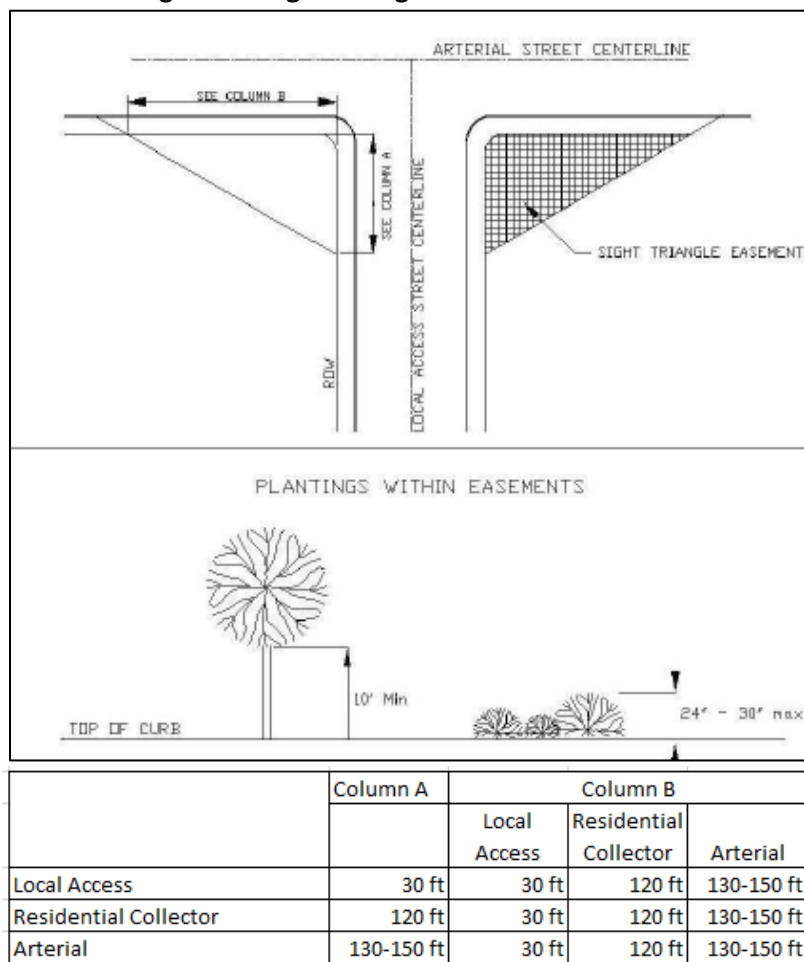 ARTERIAL STREET CENTERLINE
SEE COLUMN B
SEE COLUMN A
LOCAL ACCESS STREET CENTERLINE
SIGHT TRIANGLE EASEMENT
ROW
PLANTINGS WITHIN EASEMENTS
10' Min
24" - 30" max
TOP OF CURB
Column A Column B
Local Access Residential Collector Arterial
Local Access 30 ft 30 ft 120 ft 130-150 ft
Residential Collector 120 ft 30 ft 120 ft 130-150 ft
Arterial 130-150 ft 30 ft 120 ft 130-150 ft